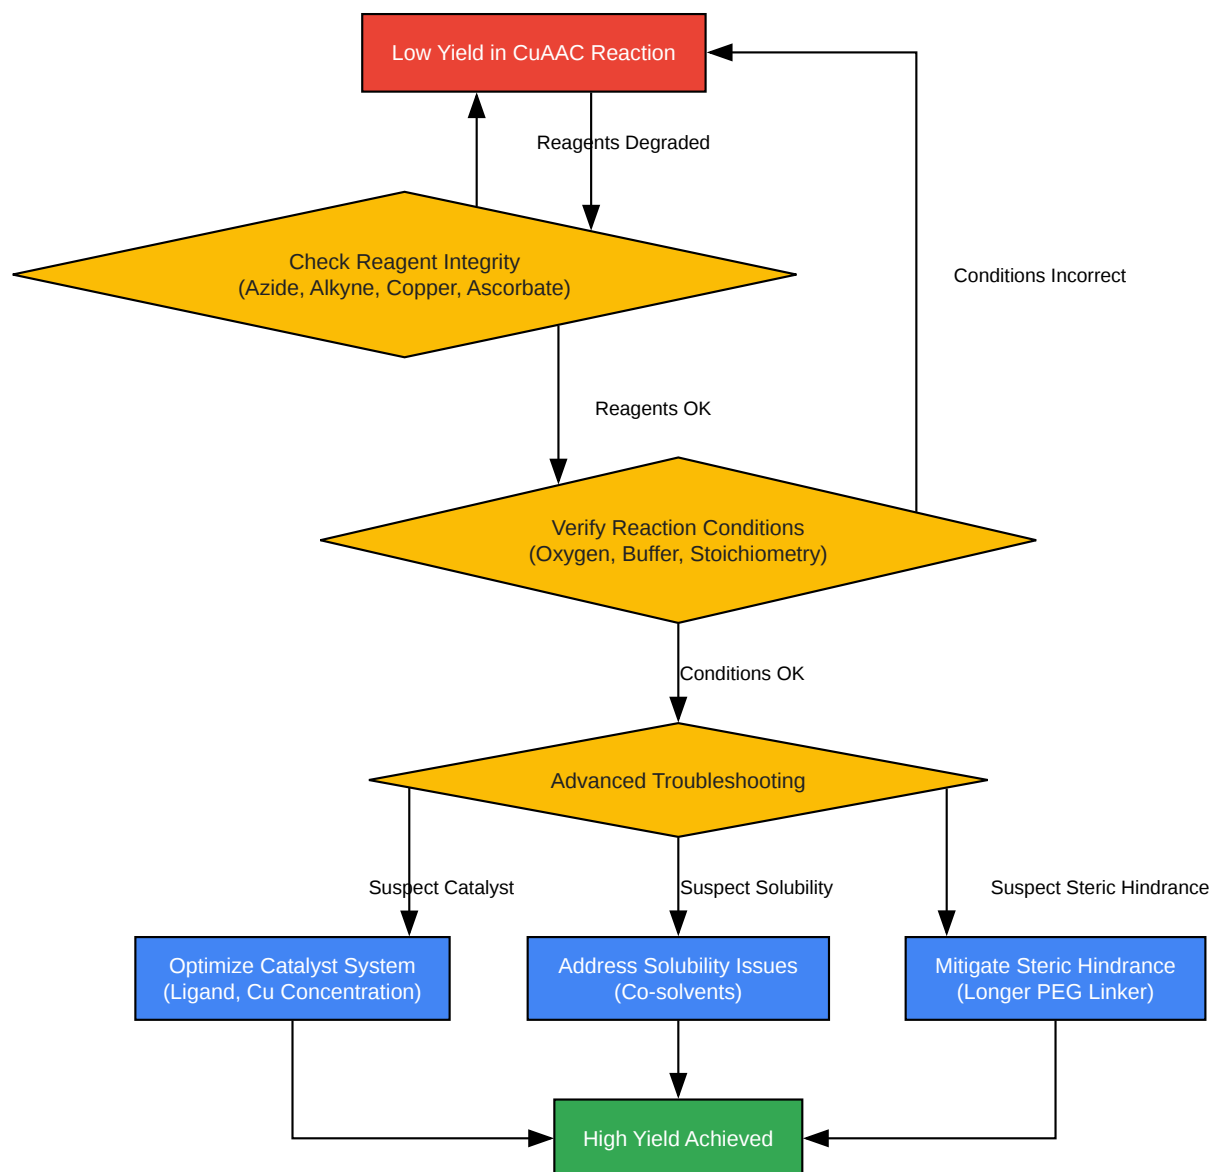 Low Yield in CuAAC Reaction
Reagents Degraded
Check Reagent Integrity
(Azide, Alkyne, Copper, Ascorbate)
Conditions Incorrect
Reagents OK
Verify Reaction Conditions
(Oxygen, Buffer, Stoichiometry)
Conditions OK
Advanced Troubleshooting
Suspect Catalyst
Suspect Solubility
Suspect Steric Hindrance
Optimize Catalyst System
(Ligand, Cu Concentration)
Address Solubility Issues
(Co-solvents)
Mitigate Steric Hindrance
(Longer PEG Linker)
High Yield Achieved